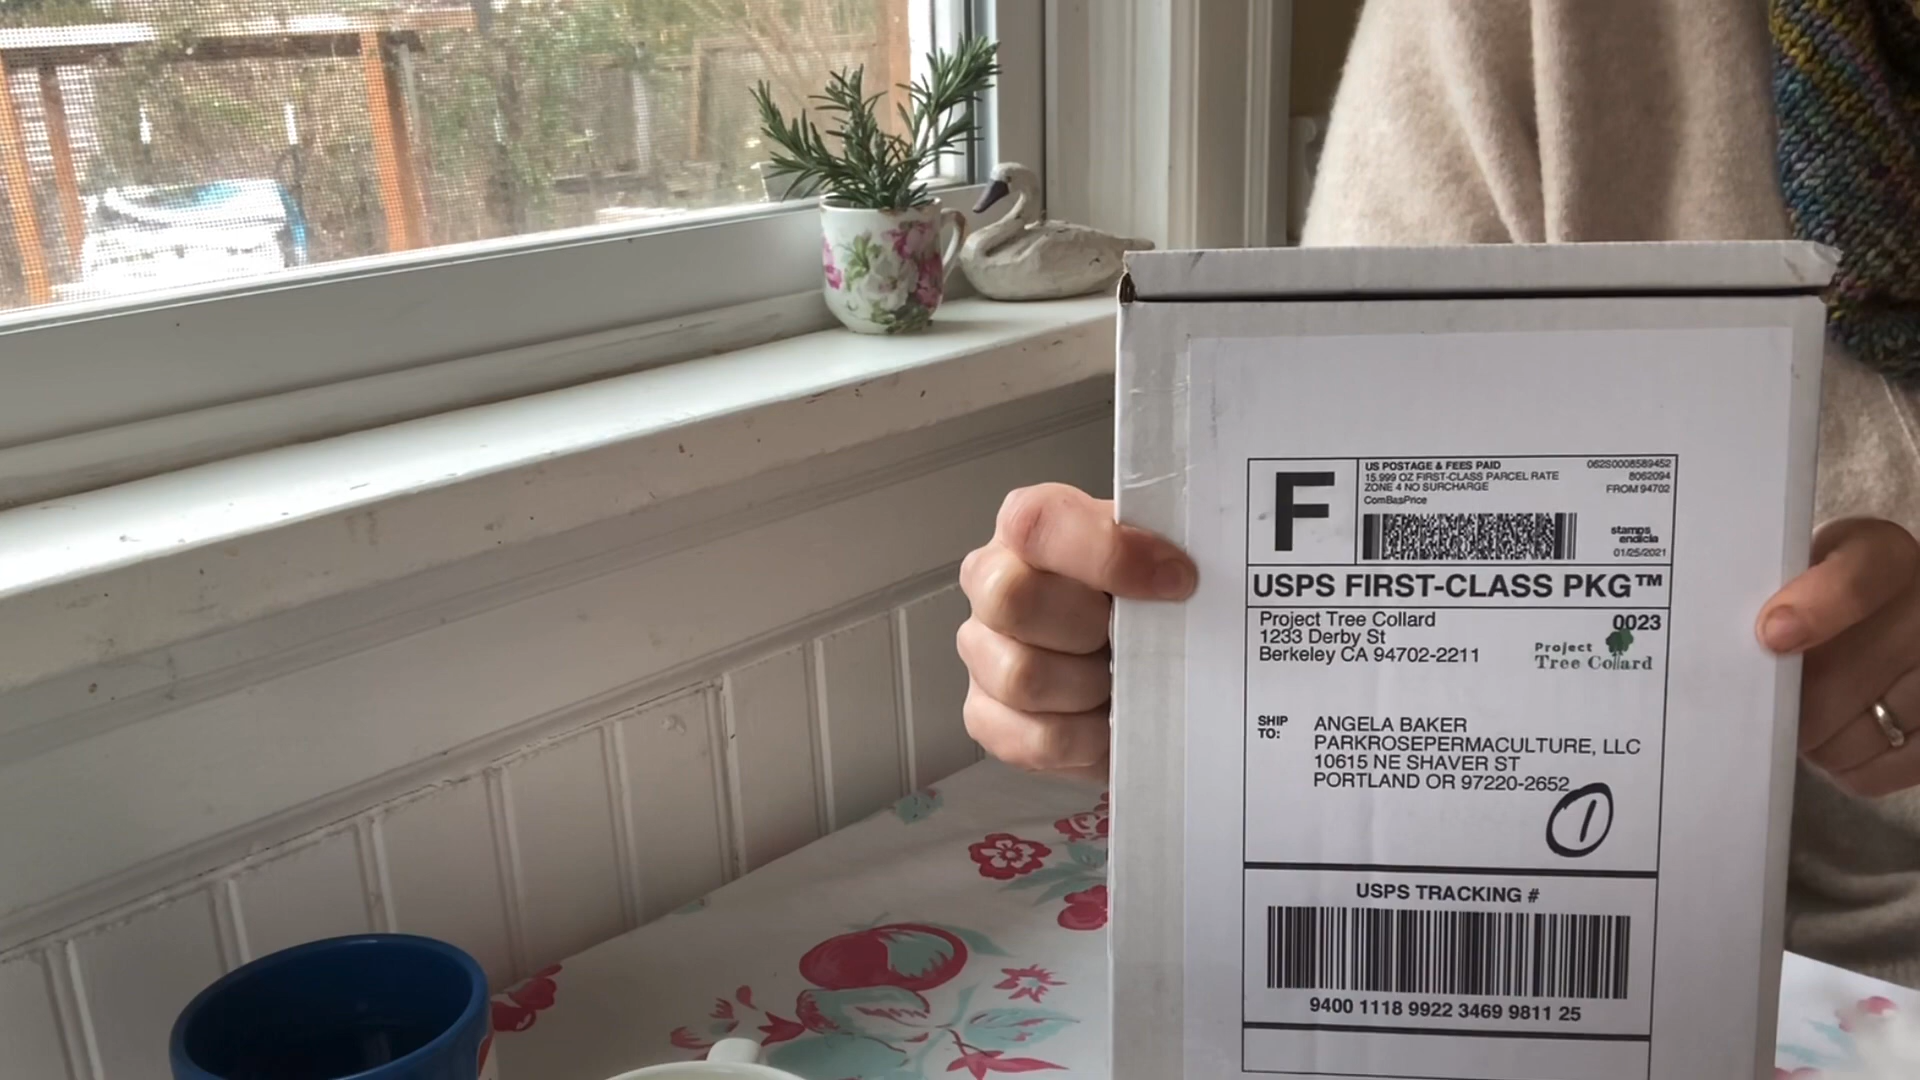 F
US POSTAGE & FEES PAID
15.999 OZ FIRST-CLASS PARCEL RATE
ZONE 4 NO SURCHARGE
ComBasPrice
062S0008589452
8062094
FROM 94702
stamps
endicia
01/25/2021
USPS FIRST-CLASS PKG™
Project Tree Collard
1233 Derby St
Berkeley CA 94702-2211
0023
Project
Tree Collard
SHIP
TO:
ANGELA BAKER
PARKROSEPERMACULTURE, LLC
10615 NE SHAVER ST
PORTLAND OR 97220-2652
1
USPS TRACKING #
9400 1118 9922 3469 9811 25